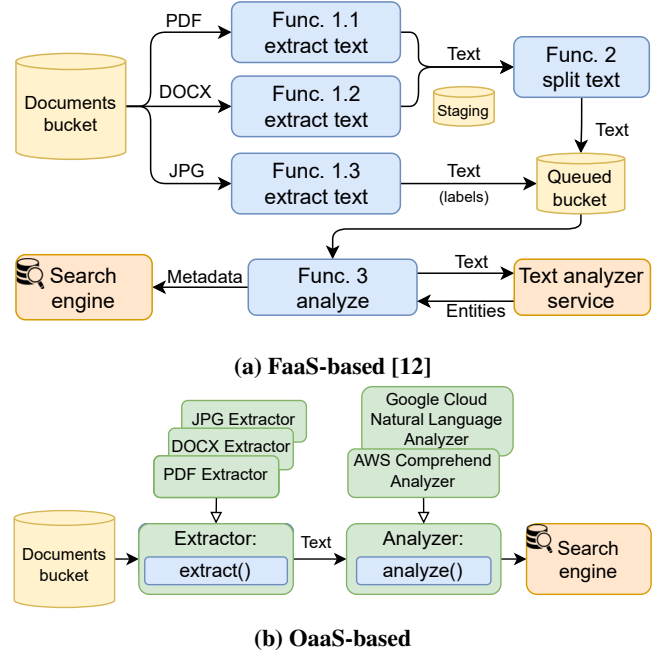 PDF
Func. 1.1
extract text
Text
Func. 2
split text
Documents
bucket
DOCX
Func. 1.2
extract text
Staging
Text
JPG
Func. 1.3
extract text
Text
(labels)
Queued
bucket
Search
engine
Metadata
Func. 3
analyze
Text
Entities
Text analyzer
service
(a) FaaS-based [12]
JPG Extractor
DOCX Extractor
PDF Extractor
Google Cloud
Natural Language
Analyzer
AWS Comprehend
Analyzer
Documents
bucket
Extractor:
extract()
Text
Analyzer:
analyze()
Search
engine
(b) OaaS-based